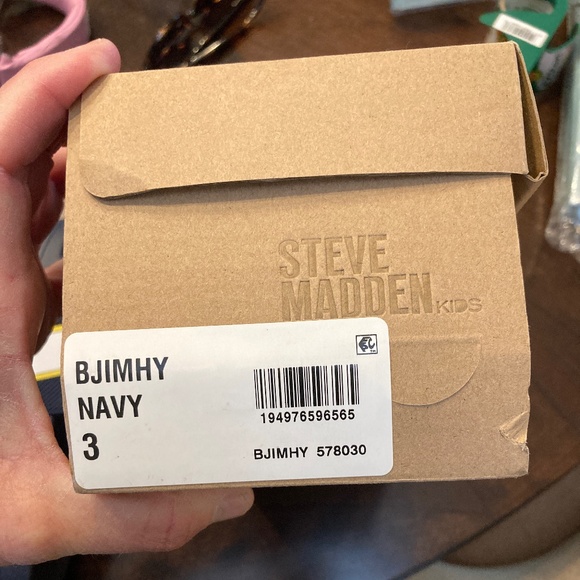 STEVE
MADDEN KIDS
BJIMHY
NAVY
3
194976596565
BJIMHY 578030